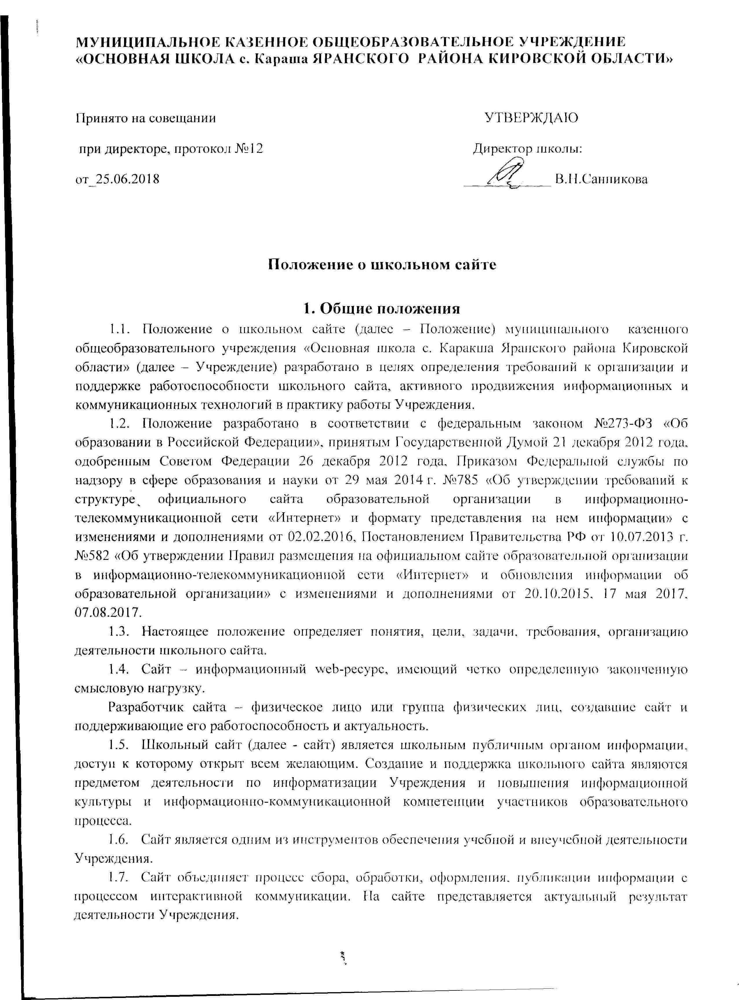 МУНИЦИПАЛЬНОЕ КАЗЕННОЕ ОБЩЕОБРАЗОВАТЕЛЬНОЕ УЧРЕЖДЕНИЕ
«ОСНОВНАЯ ШКОЛА с. Караша ЯРАНСКОГО РАЙОНА КИРОВСКОЙ ОБЛАСТИ»
Принято на совещании УТВЕРЖДАЮ
при директоре, протокол №12 Директор школы:
от_25.06.2018 В.Н.Санникова
Положение о школьном сайте
1. Общие положения
1.1. Положение о школьном сайте (далее – Положение) муниципального казенного
общеобразовательного учреждения «Основная школа с. Каракша Яранского района Кировской
области» (далее – Учреждение) разработано в целях определения требований к организации и
поддержке работоспособности школьного сайта, активного продвижения информационных и
коммуникационных технологий в практику работы Учреждения.
1.2. Положение разработано в соответствии с федеральным законом №273-ФЗ «Об
образовании в Российской Федерации», принятым Государственной Думой 21 декабря 2012 года,
одобренным Советом Федерации 26 декабря 2012 года, Приказом Федеральной службы по
надзору в сфере образования и науки от 29 мая 2014 г. №785 «Об утверждении требований к
структуре официального сайта образовательной организации в информационно-
телекоммуникационной сети «Интернет» и формату представления на нем информации» с
изменениями и дополнениями от 02.02.2016, Постановлением Правительства РФ от 10.07.2013 г.
№582 «Об утверждении Правил размещения на официальном сайте образовательной организации
в информационно-телекоммуникационной сети «Интернет» и обновления информации об
образовательной организации» с изменениями и дополнениями от 20.10.2015, 17 мая 2017,
07.08.2017.
1.3. Настоящее положение определяет понятия, цели, задачи, требования, организацию
деятельности школьного сайта.
1.4. Сайт – информационный web-ресурс, имеющий четко определенную законченную
смысловую нагрузку.
Разработчик сайта – физическое лицо или группа физических лиц, создавшие сайт и
поддерживающие его работоспособность и актуальность.
1.5. Школьный сайт (далее - сайт) является школьным публичным органом информации,
доступ к которому открыт всем желающим. Создание и поддержка школьного сайта являются
предметом деятельности по информатизации Учреждения и повышения информационной
культуры и информационно-коммуникационной компетенции участников образовательного
процесса.
1.6. Сайт является одним из инструментов обеспечения учебной и внеучебной деятельности
Учреждения.
1.7. Сайт объединяет процесс сбора, обработки, оформления, публикации информации с
процессом интерактивной коммуникации. На сайте представляется актуальный результат
деятельности Учреждения.